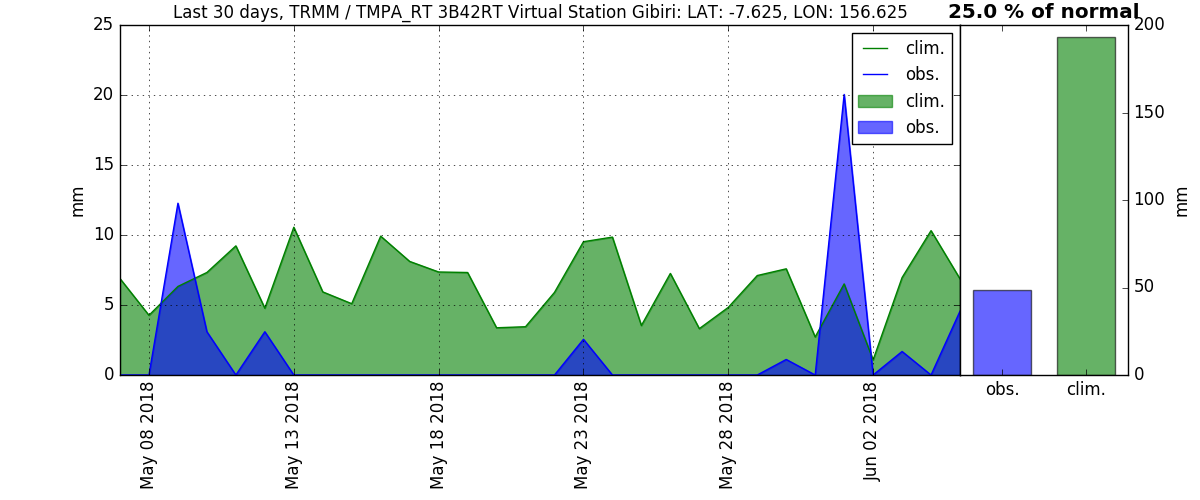 Last 30 days, TRMM / TMPA_RT 3B42RT Virtual Station Gibiri: LAT: -7.625, LON: 156.625
25.0 % of normal
25
20
15
10
5
0
mm
clim.
obs.
clim.
obs.
May 08 2018
May 13 2018
May 18 2018
May 23 2018
May 28 2018
Jun 02 2018
200
150
100
50
0
mm
obs.
clim.